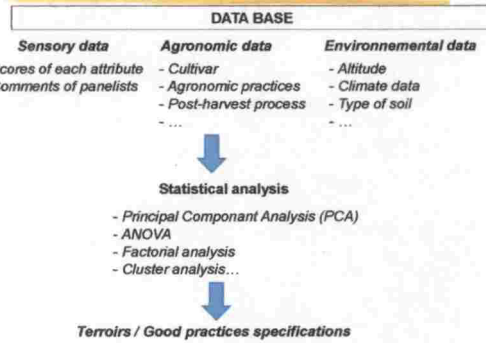 DATA BASE
Sensory data Agronomic data Environnemental data
cores of each attribute - Cultivar - Altitude
omments of panelists - Agronomic practices - Climate data
- Post-harvest process - Type of soil
- ... - ...
Statistical analysis
- Principal Componant Analysis (PCA)
- ANOVA
- Factorial analysis
- Cluster analysis...
Terroirs / Good practices specifications